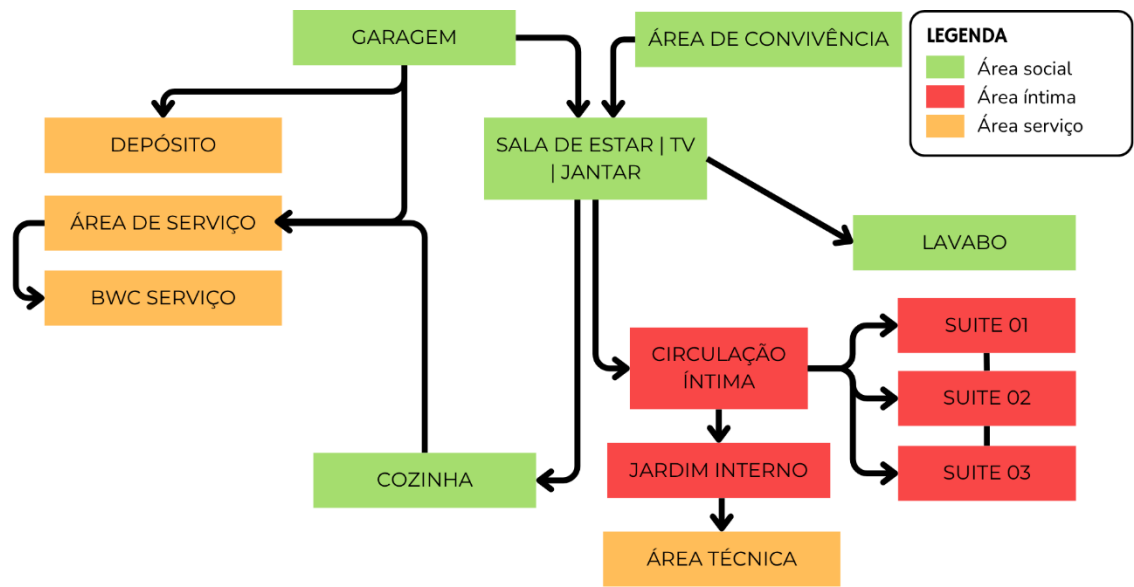 GARAGEM
ÁREA DE CONVIVÊNCIA
LEGENDA
Área social
Área íntima
Área serviço
DEPÓSITO
SALA DE ESTAR | TV
| JANTAR
ÁREA DE SERVIÇO
LAVABO
BWC SERVIÇO
SUITE 01
CIRCULAÇÃO
ÍNTIMA
SUITE 02
JARDIM INTERNO
SUITE 03
COZINHA
ÁREA TÉCNICA